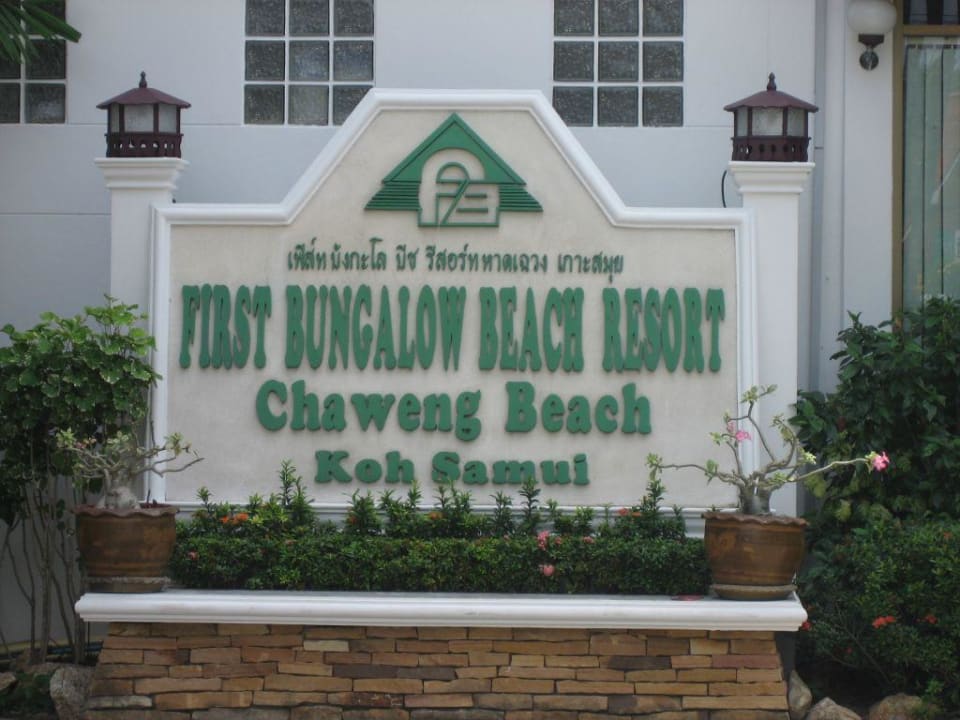 เฟิส์ท บังกะโล บีช รีสอร์ทหาดเฉวง เกาะสมุย
FIRST BUNGALOW BEACH RESORT
Chaweng Beach
Koh Samui